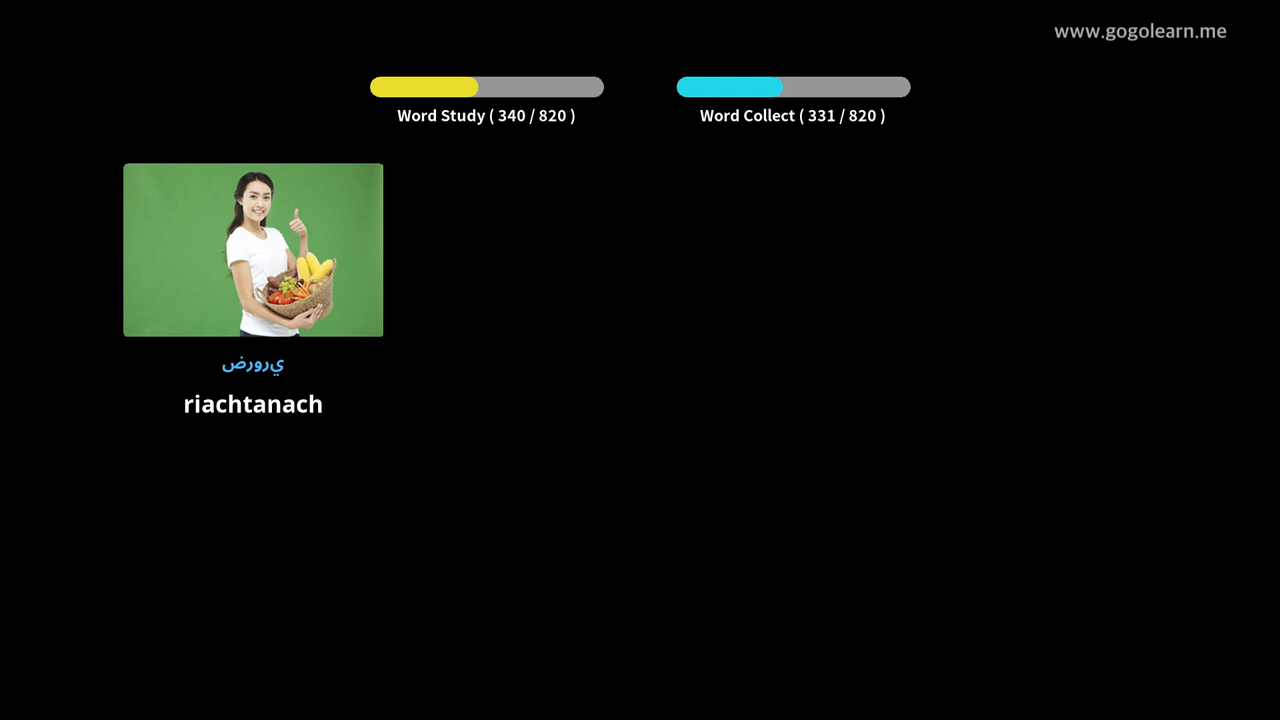 www.gogolearn.me
Word Study ( 340 / 820 )
Word Collect ( 331 / 820 )
ضروري
riachtanach